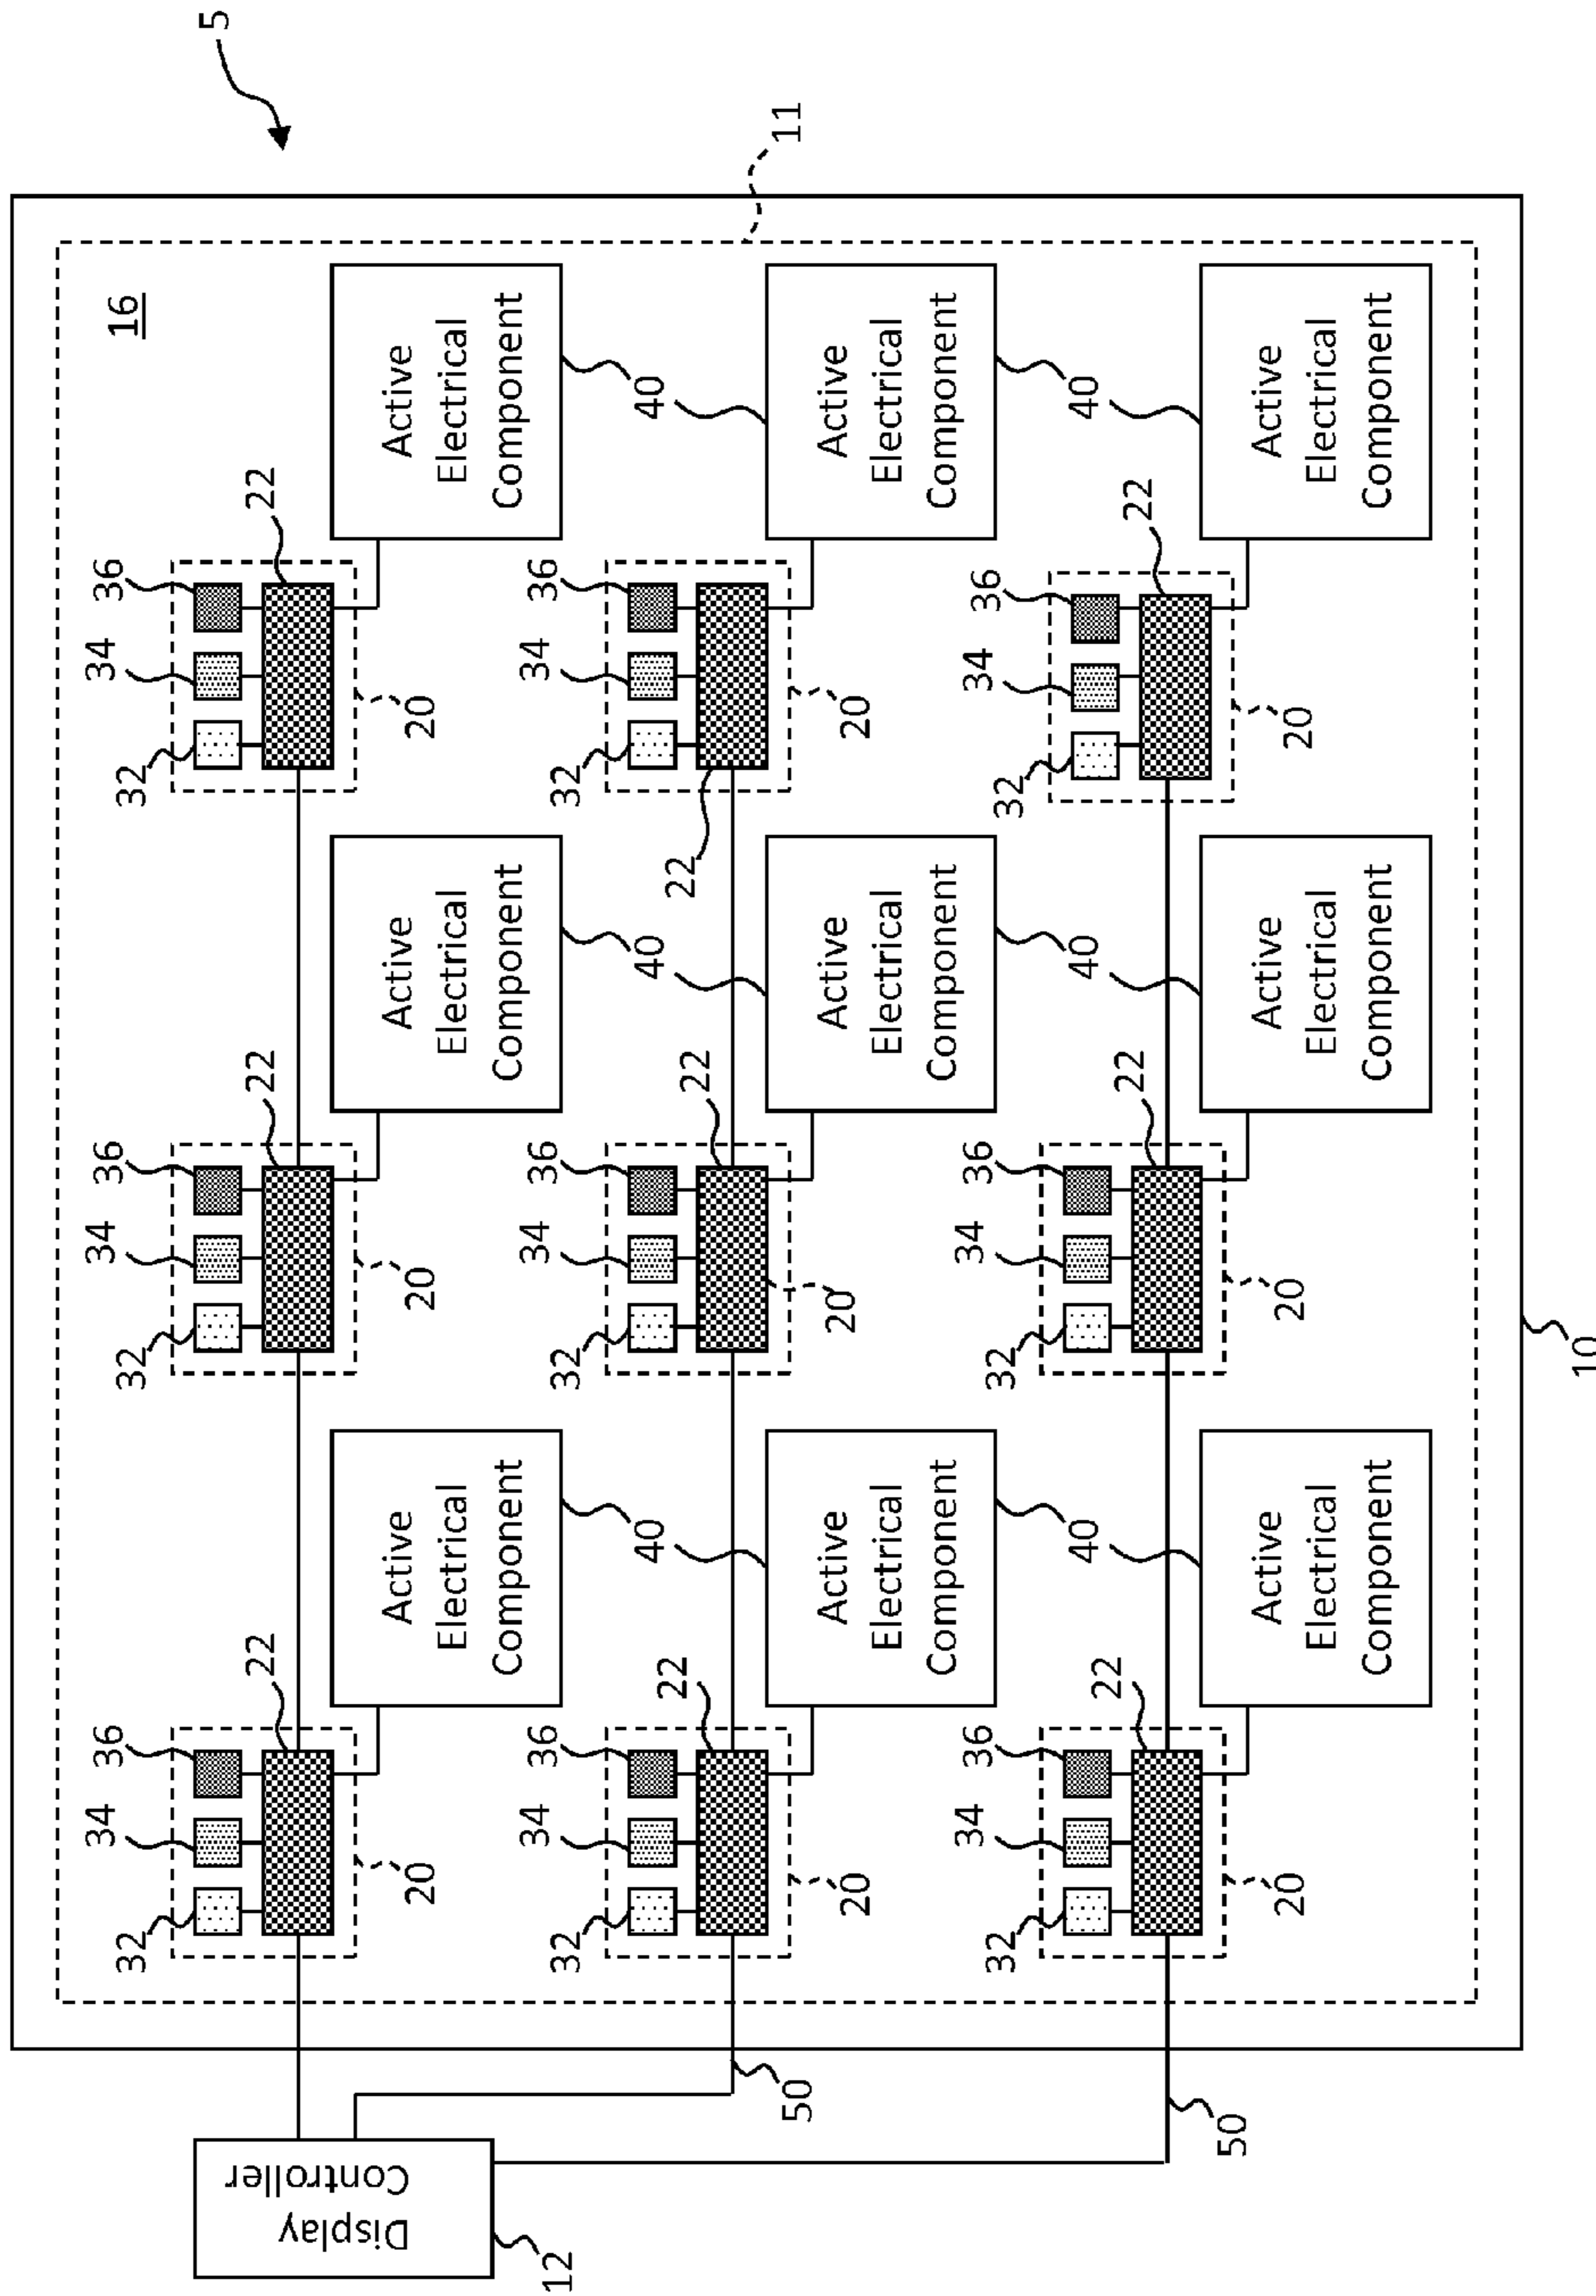 5
34 36 34 36 34 36 16
32 32 32
22 22 22
Display
Controller
12
20 Active 20 Active 20 Active
Electrical Electrical Electrical
Component Component Component
34 36 34 36 34 36
32 32 32
40 40 40
22 22 22
11
50
20 Active 20 Active 20 Active
Electrical Electrical Electrical
Component Component Component
34 36 34 36 34 36
32 32 32
40 40 40
22 22 22
50
20 Active 20 Active 20 Active
Electrical Electrical Electrical
Component Component Component
10